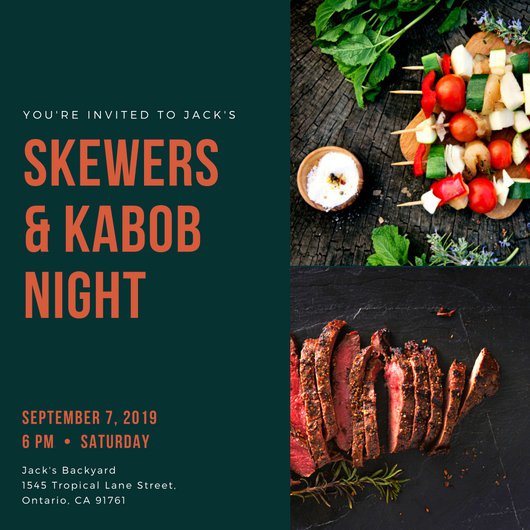 YOU'RE INVITED TO JACK'S
SKEWERS
& KABOB
NIGHT
SEPTEMBER 7, 2019
6 PM • SATURDAY
Jack's Backyard
1545 Tropical Lane Street,
Ontario, CA 91761